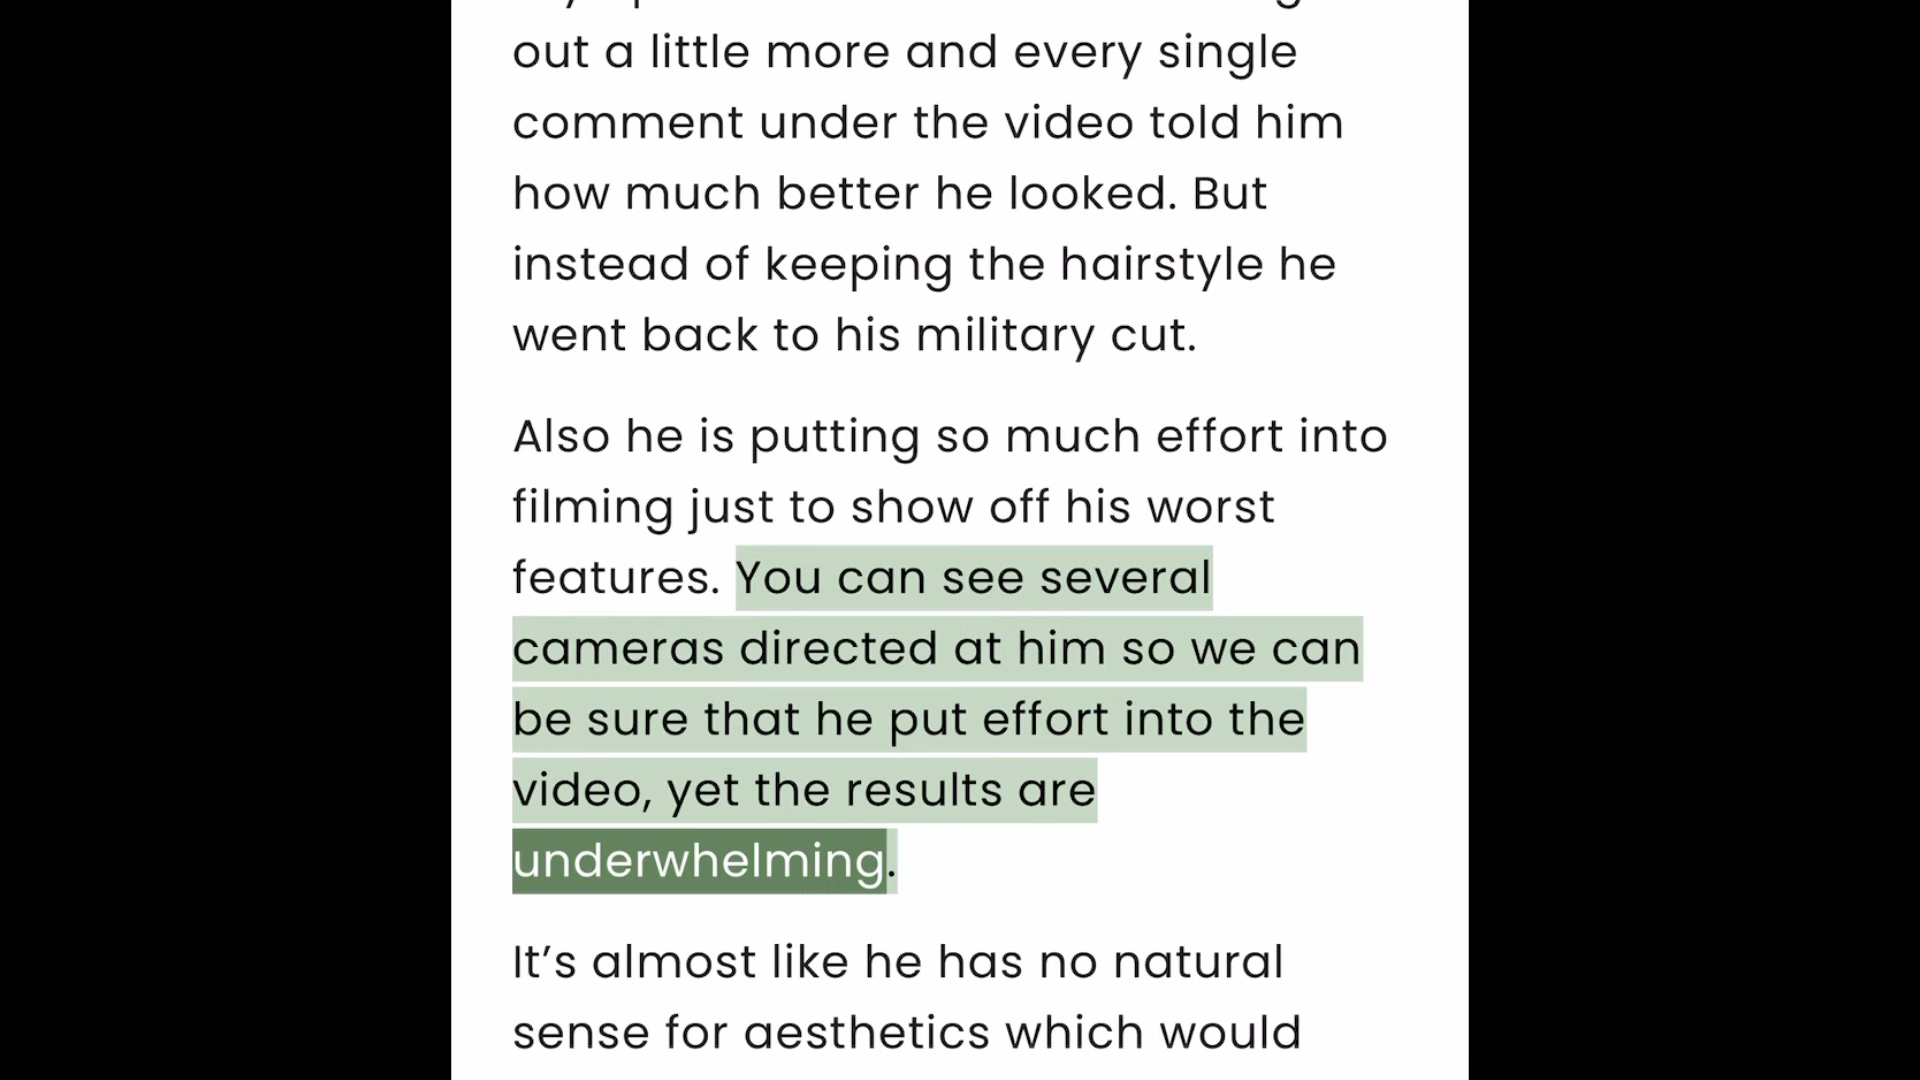 out a little more and every single
comment under the video told him
how much better he looked. But
instead of keeping the hairstyle he
went back to his military cut.
Also he is putting so much effort into
filming just to show off his worst
features. You can see several
cameras directed at him so we can
be sure that he put effort into the
video, yet the results are
underwhelming.
It’s almost like he has no natural
sense for aesthetics which would